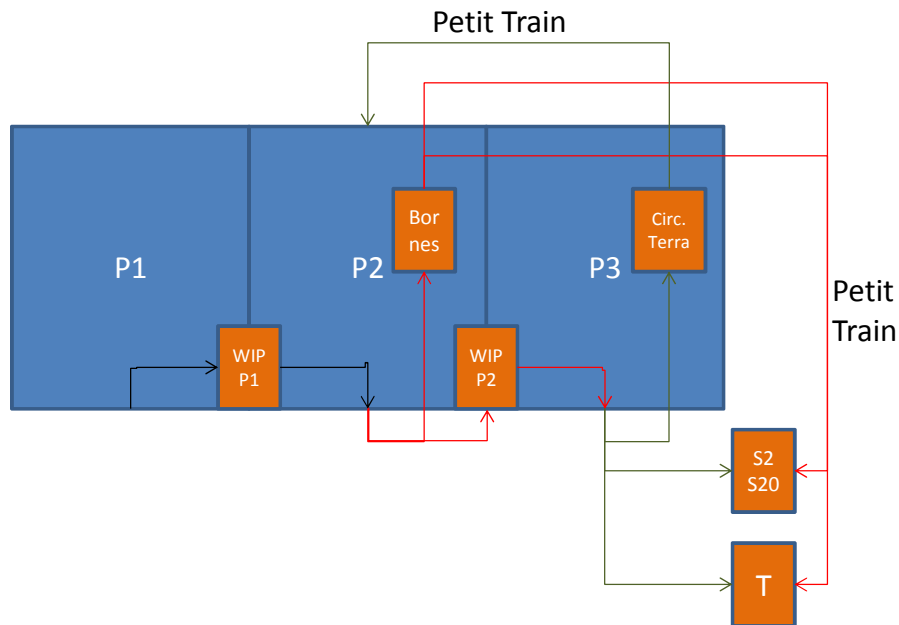 Petit Train
P1
P2
Bor
nes
P3
Circ.
Terra
Petit
Train
WIP
P1
WIP
P2
S2
S20
T